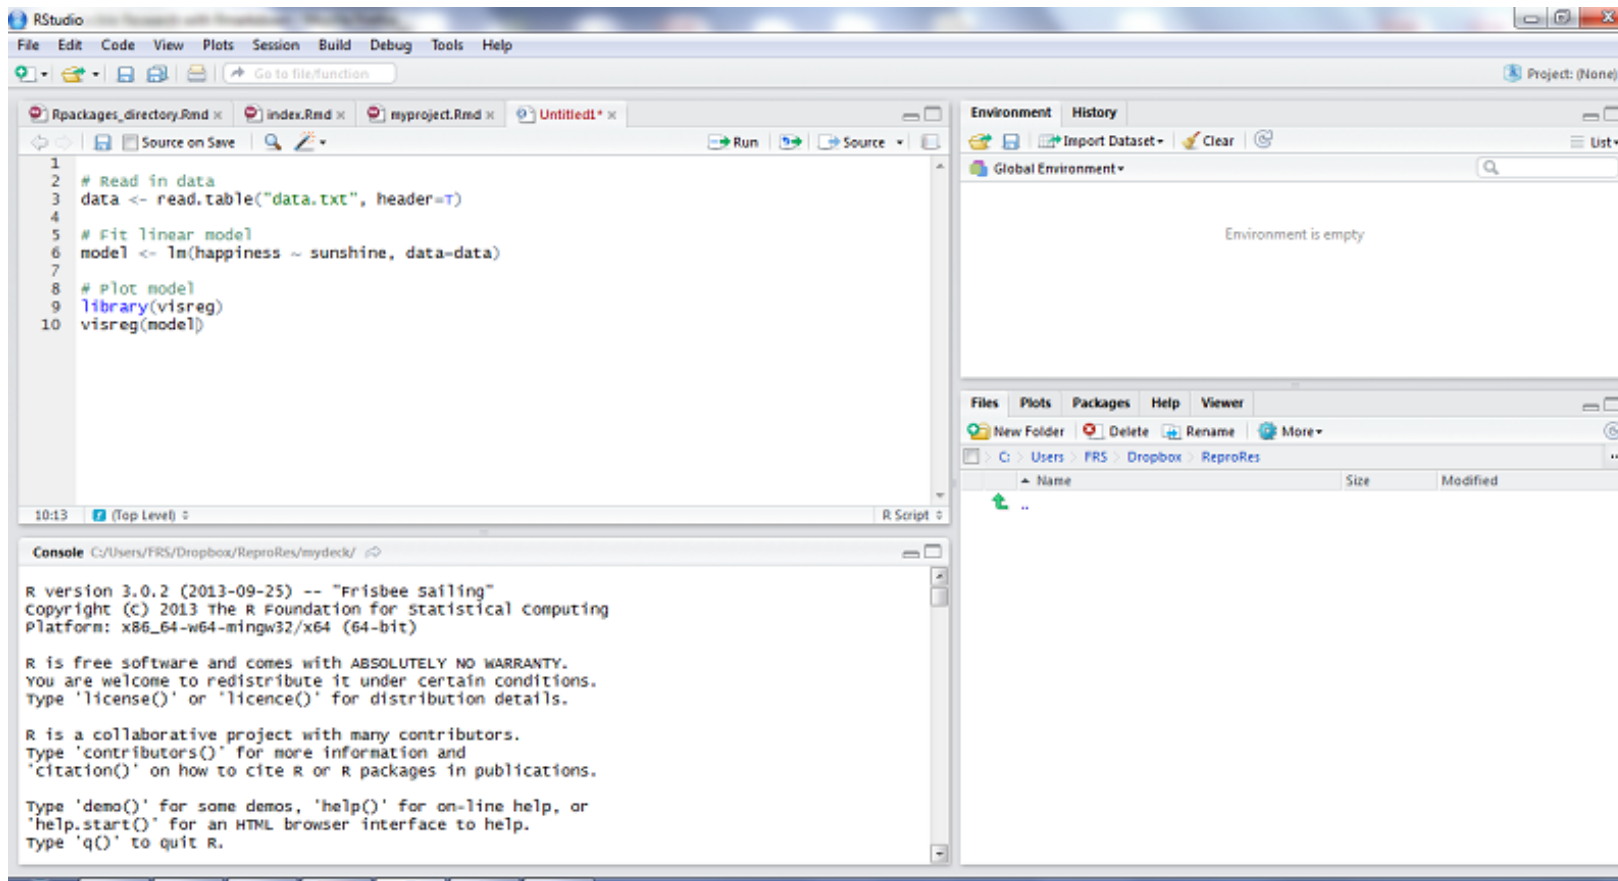 RStudio
File Edit Code View Plots Session Build Debug Tools Help
Go to file/function
Project: (None)
Rpackages_directory.Rmd × index.Rmd × myproject.Rmd × Untitled1* ×
Source on Save Run Source
1
2 # Read in data
3 data <- read.table("data.txt", header=T)
4
5 # Fit linear model
6 model <- lm(happiness ~ sunshine, data=data)
7
8 # Plot model
9 library(visreg)
10 visreg(model)
10:13 (Top Level) R Script
Console C:/Users/FRS/Dropbox/ReproRes/mydeck/
R version 3.0.2 (2013-09-25) -- "Frisbee Sailing"
Copyright (C) 2013 The R Foundation for Statistical Computing
Platform: x86_64-w64-mingw32/x64 (64-bit)
R is free software and comes with ABSOLUTELY NO WARRANTY.
You are welcome to redistribute it under certain conditions.
Type 'license()' or 'licence()' for distribution details.
R is a collaborative project with many contributors.
Type 'contributors()' for more information and
'citation()' on how to cite R or R packages in publications.
Type 'demo()' for some demos, 'help()' for on-line help, or
'help.start()' for an HTML browser interface to help.
Type 'q()' to quit R.
Environment History
Import Dataset Clear List
Global Environment
Environment is empty
Files Plots Packages Help Viewer
New Folder Delete Rename More
C: Users FRS Dropbox ReproRes ...
Name Size Modified
..